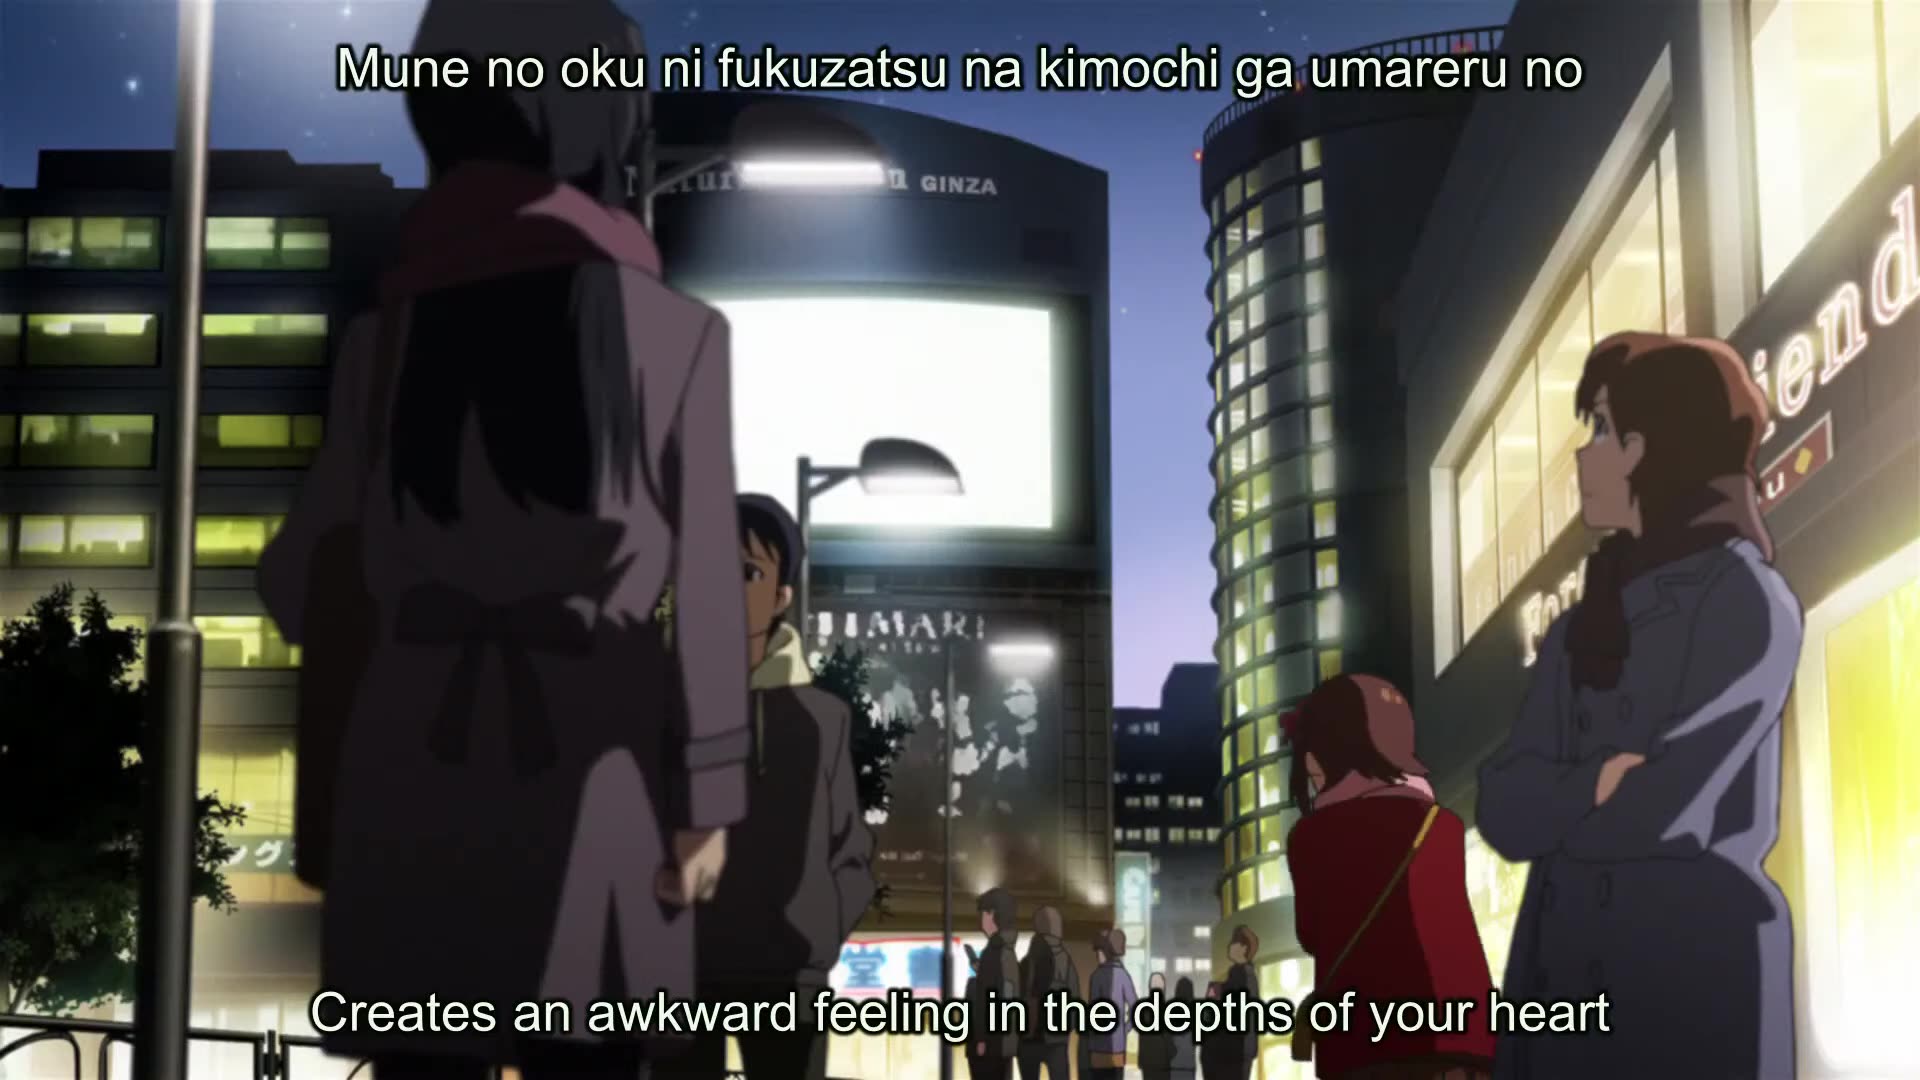 Mune no oku ni fukuzatsu na kimochi ga umareru no
GINZA
iend
Creates an awkward feeling in the depths of your heart